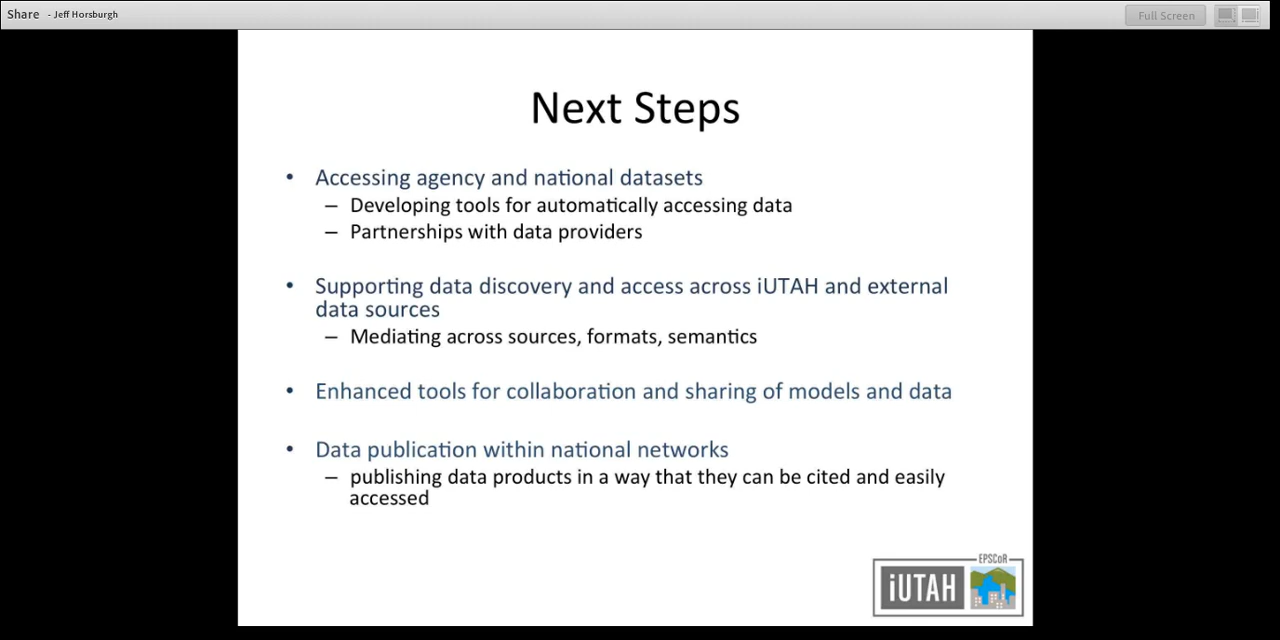 Share - Jeff Horsburgh
Full Screen
Next Steps
• Accessing agency and national datasets
– Developing tools for automatically accessing data
– Partnerships with data providers
• Supporting data discovery and access across iUTAH and external
data sources
– Mediating across sources, formats, semantics
• Enhanced tools for collaboration and sharing of models and data
• Data publication within national networks
– publishing data products in a way that they can be cited and easily
accessed
EPSCoR
iUTAH